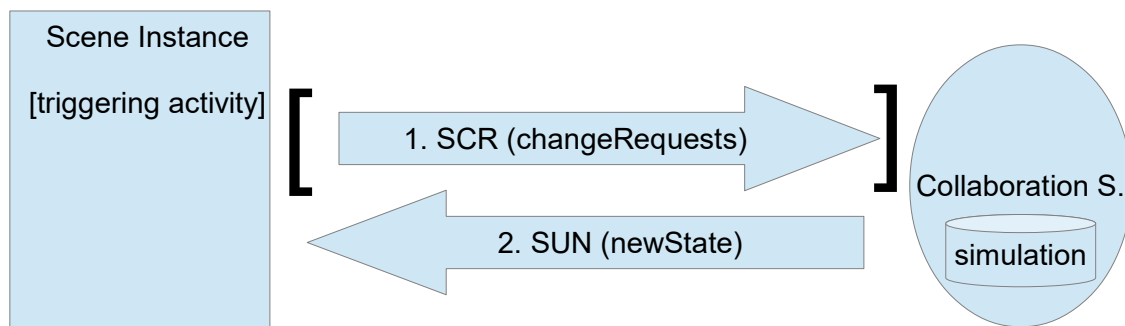 Scene Instance
[triggering activity]
[ ]
1. SCR (changeRequests)
Collaboration S.
2. SUN (newState)
simulation